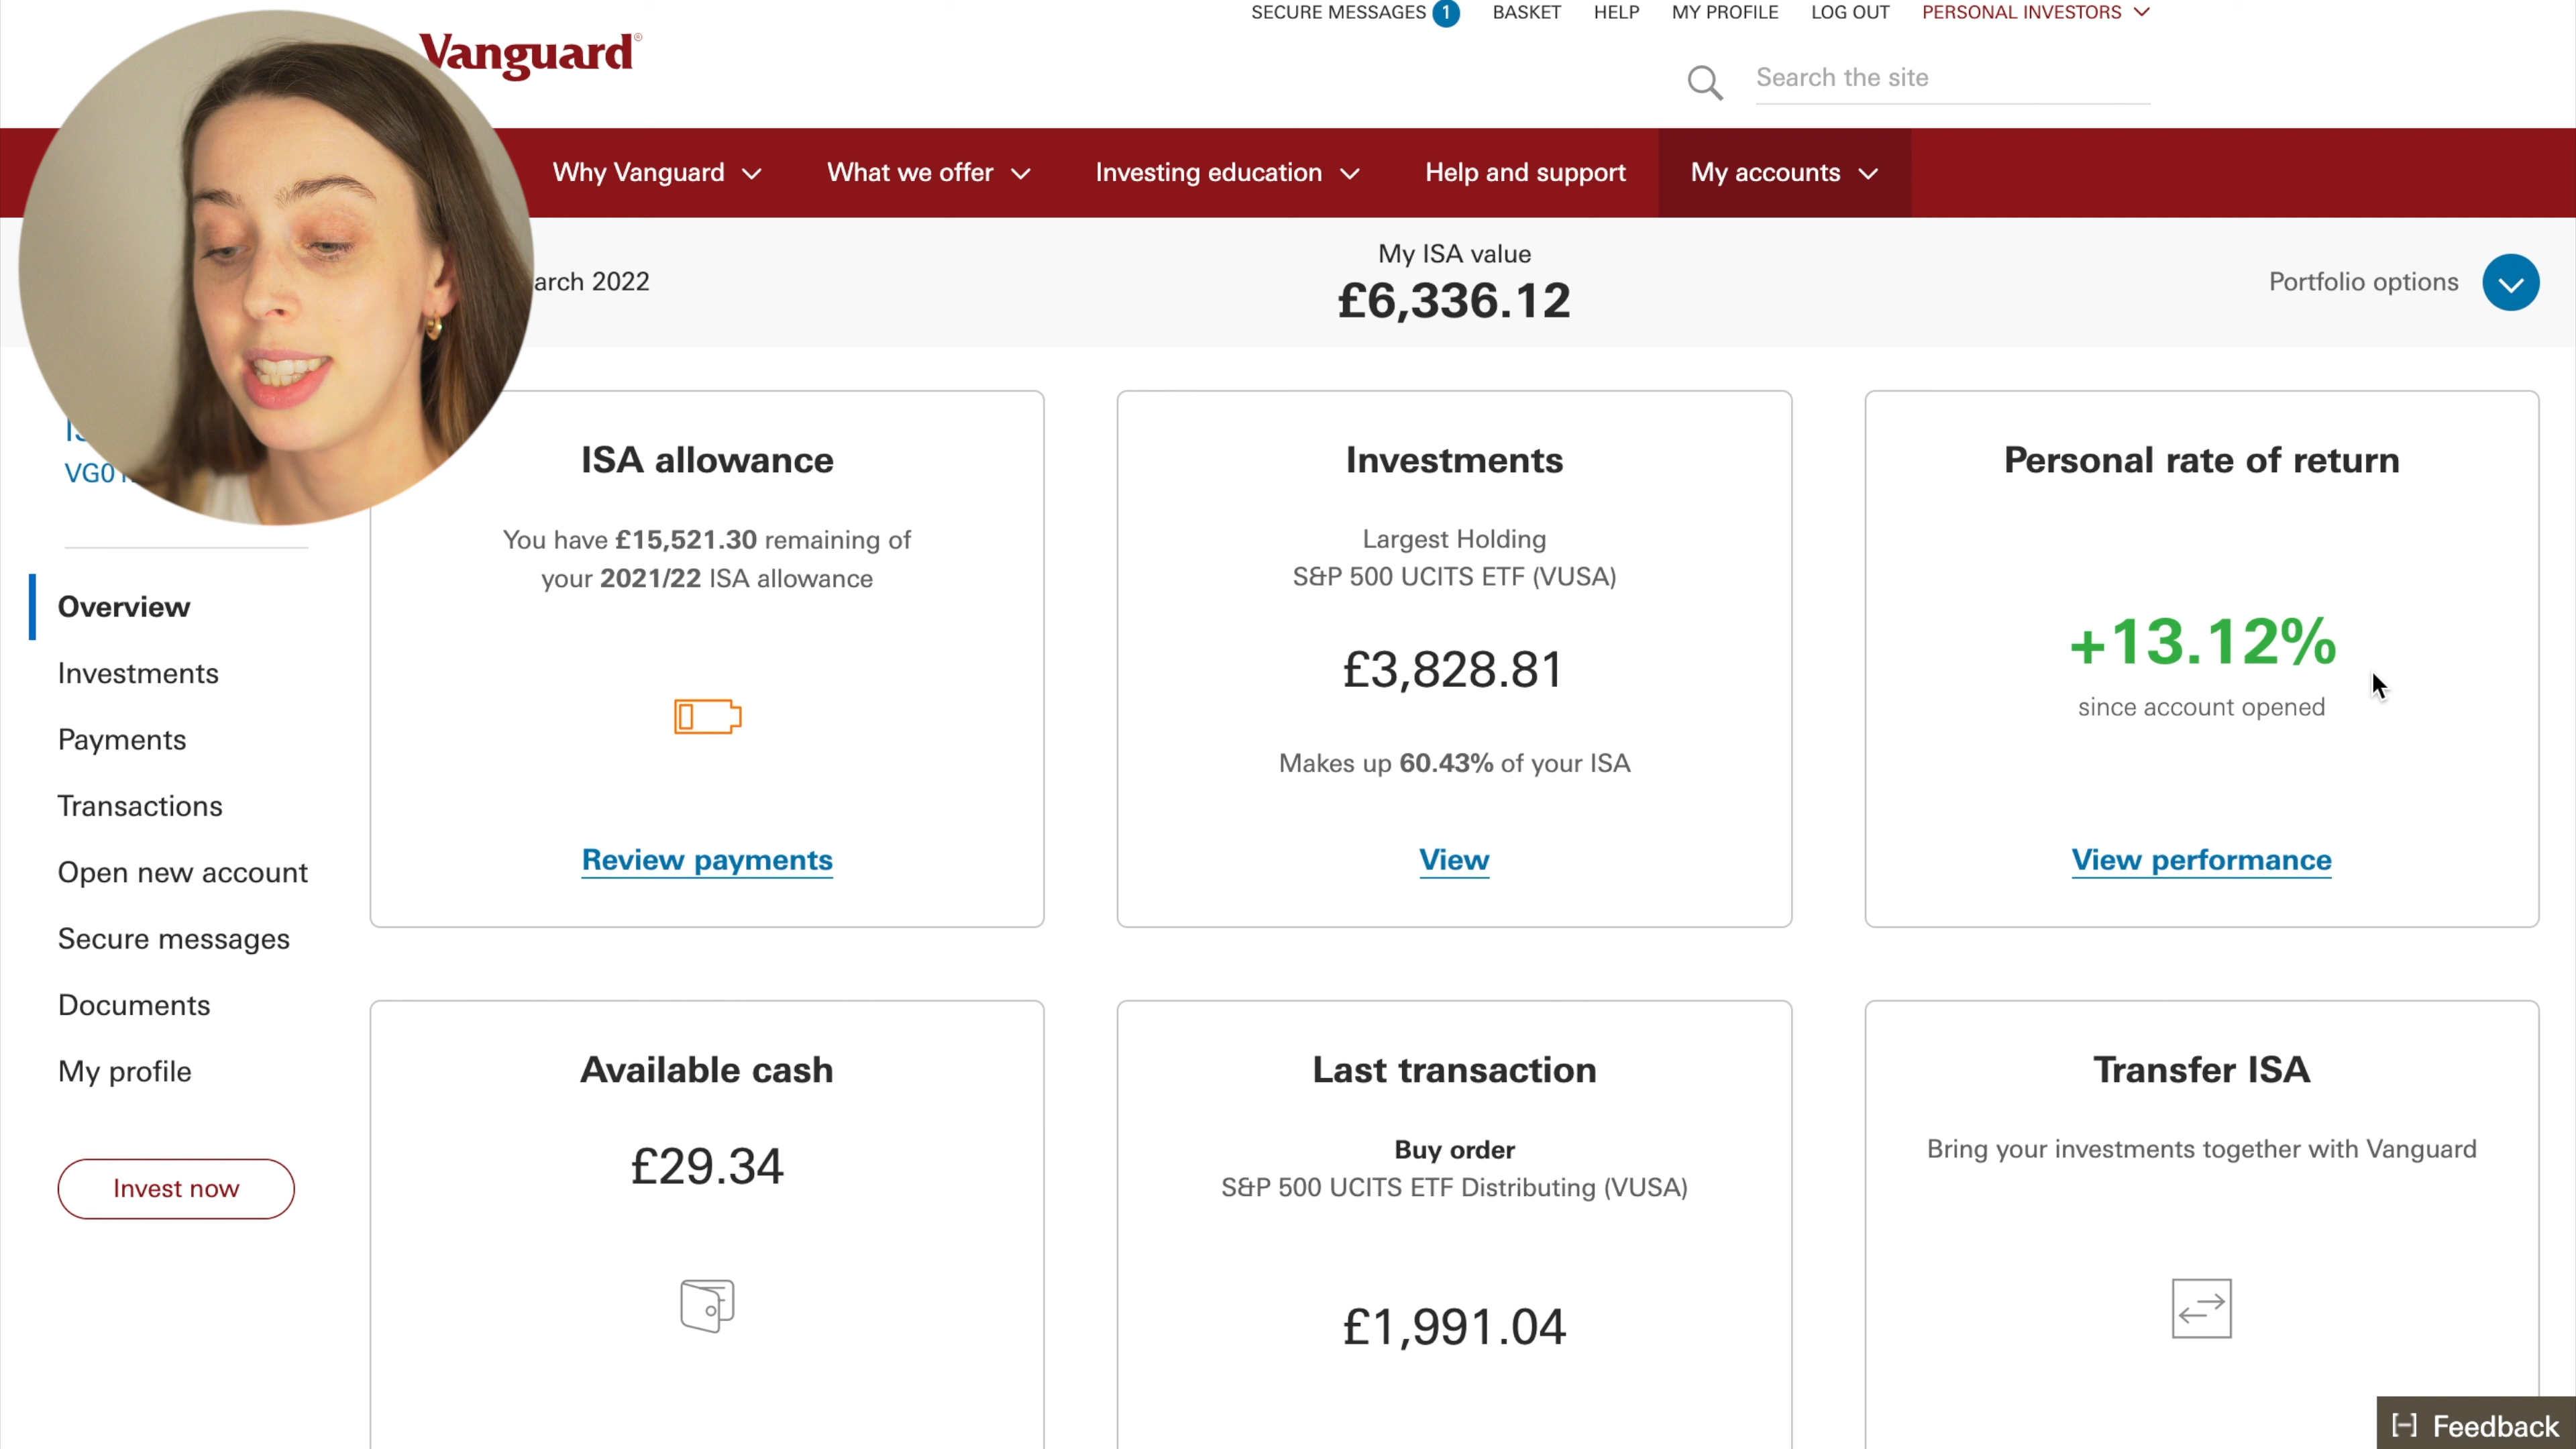 SECURE MESSAGES 1 BASKET HELP MY PROFILE LOG OUT PERSONAL INVESTORS
Vanguard®
Search the site
Why Vanguard What we offer Investing education Help and support My accounts
My ISA value
arch 2022
£6,336.12
Portfolio options
VG0
Overview
Investments
Payments
Transactions
Open new account
Secure messages
Documents
My profile
Invest now
ISA allowance
You have £15,521.30 remaining of
your 2021/22 ISA allowance
Review payments
Investments
Largest Holding
S&P 500 UCITS ETF (VUSA)
£3,828.81
Makes up 60.43% of your ISA
View
Personal rate of return
+13.12%
since account opened
View performance
Available cash
£29.34
Last transaction
Buy order
S&P 500 UCITS ETF Distributing (VUSA)
£1,991.04
Transfer ISA
Bring your investments together with Vanguard
[-] Feedback